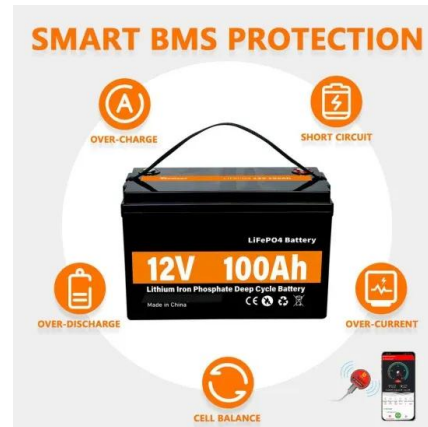 SMART BMS PROTECTION
A
OVER-CHARGE
SHORT CIRCUIT
LiFePO4 Battery
12V 100Ah
Lithium Iron Phosphate Deep Cycle Battery
Made in China
CE
OVER-DISCHARGE
OVER-CURRENT
CELL BALANCE